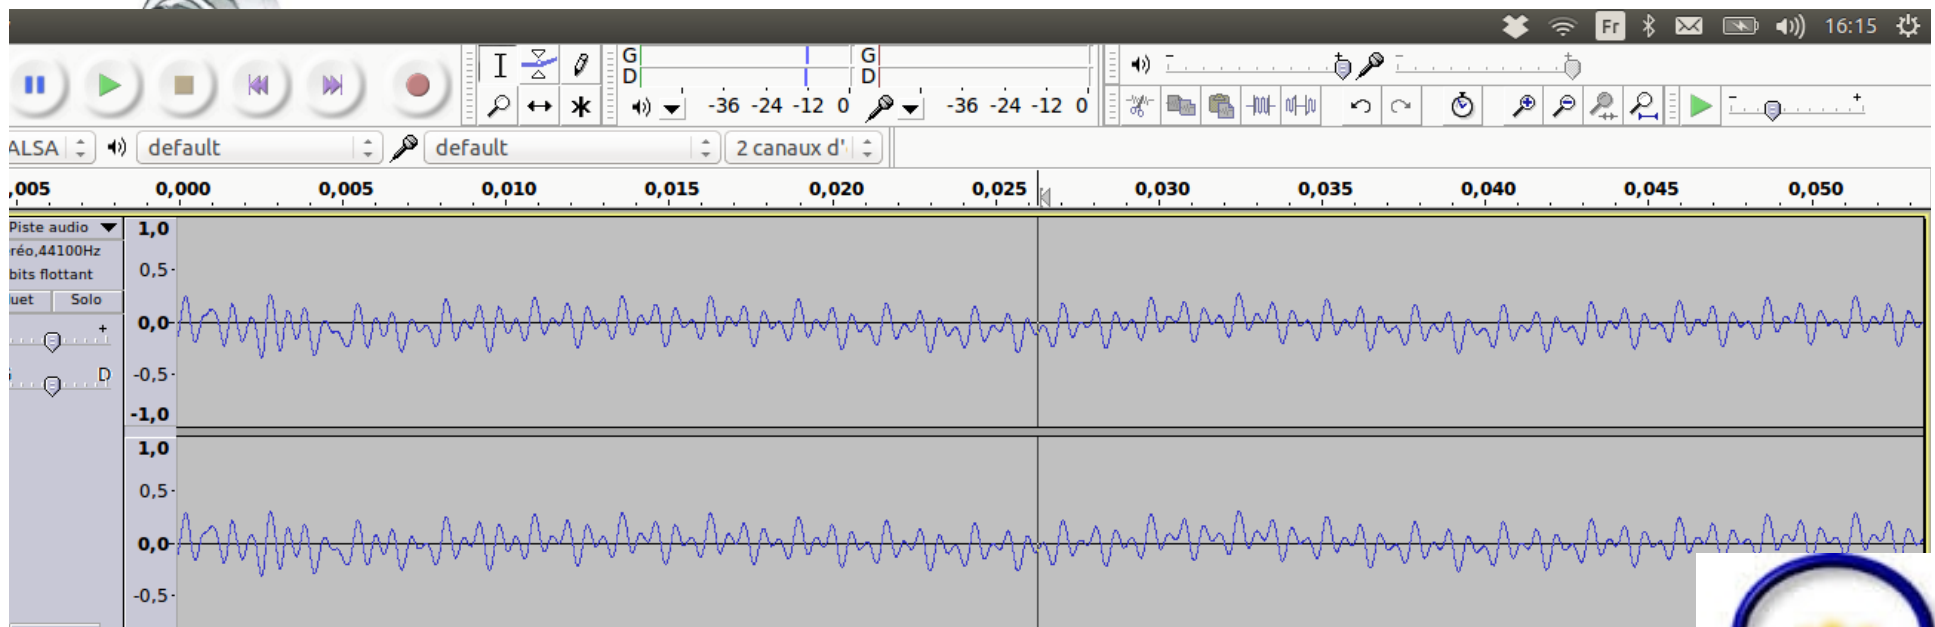 Fr 16:15
G G
D D
-36 -24 -12 0 -36 -24 -12 0
ALSA default default 2 canaux d'
,005 0,000 0,005 0,010 0,015 0,020 0,025 0,030 0,035 0,040 0,045 0,050
Piste audio
réo,44100Hz
bits flottant
uet Solo
+
D
1,0
0,5
0,0
-0,5
-1,0
1,0
0,5
0,0
-0,5